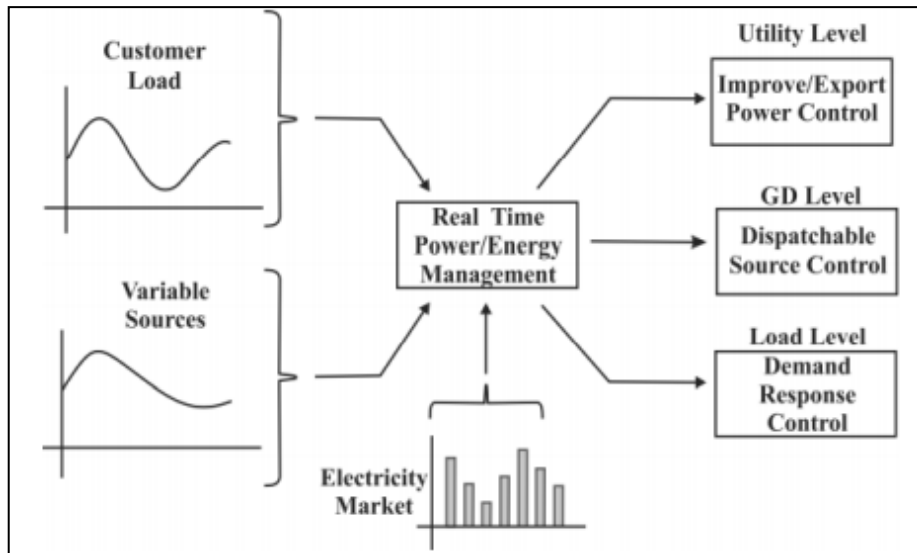 Customer
Load
Variable
Sources
Real Time
Power/Energy
Management
Electricity
Market
Utility Level
Improve/Export
Power Control
GD Level
Dispatchable
Source Control
Load Level
Demand
Response
Control